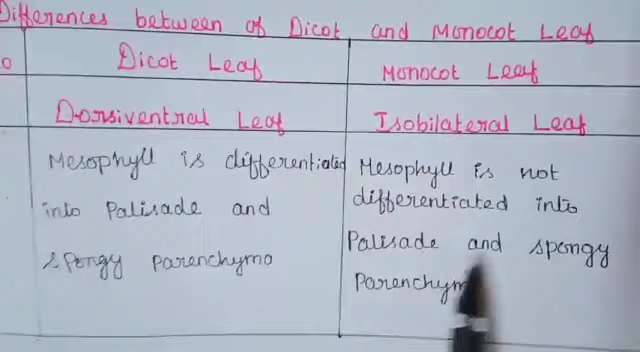 Differences between of Dicot and Monocot Leaf
Dicot Leaf
Monocot Leaf
Dorsiventral Leaf
Isobilateral Leaf
Mesophyll is differentiated
into Palisade and
spongy Parenchyma
Mesophyll is not
differentiated into
Palisade and spongy